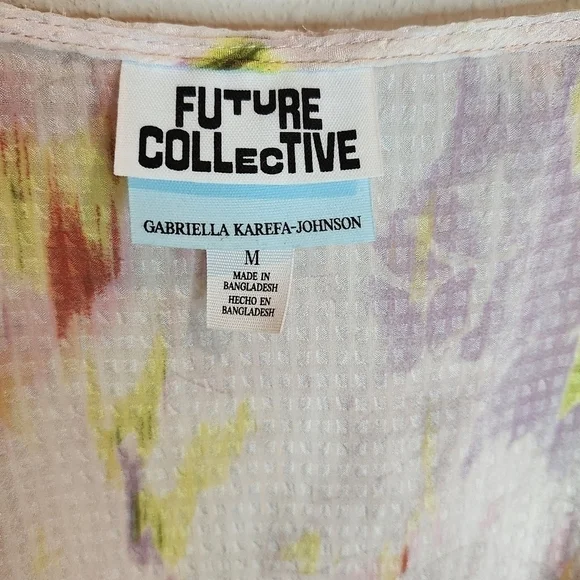 FUTURE
COLLECTIVE
GABRIELLA KAREFA-JOHNSON
M
MADE IN
BANGLADESH
HECHO EN
BANGLADESH